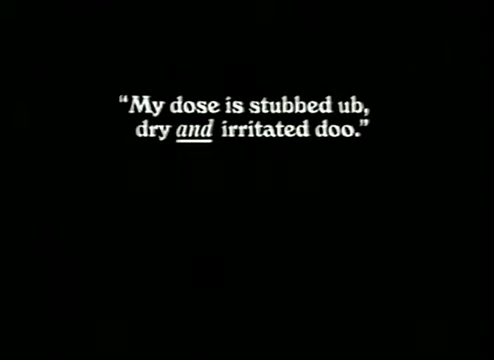 “My dose is stubbed ub,
dry and irritated doo.”